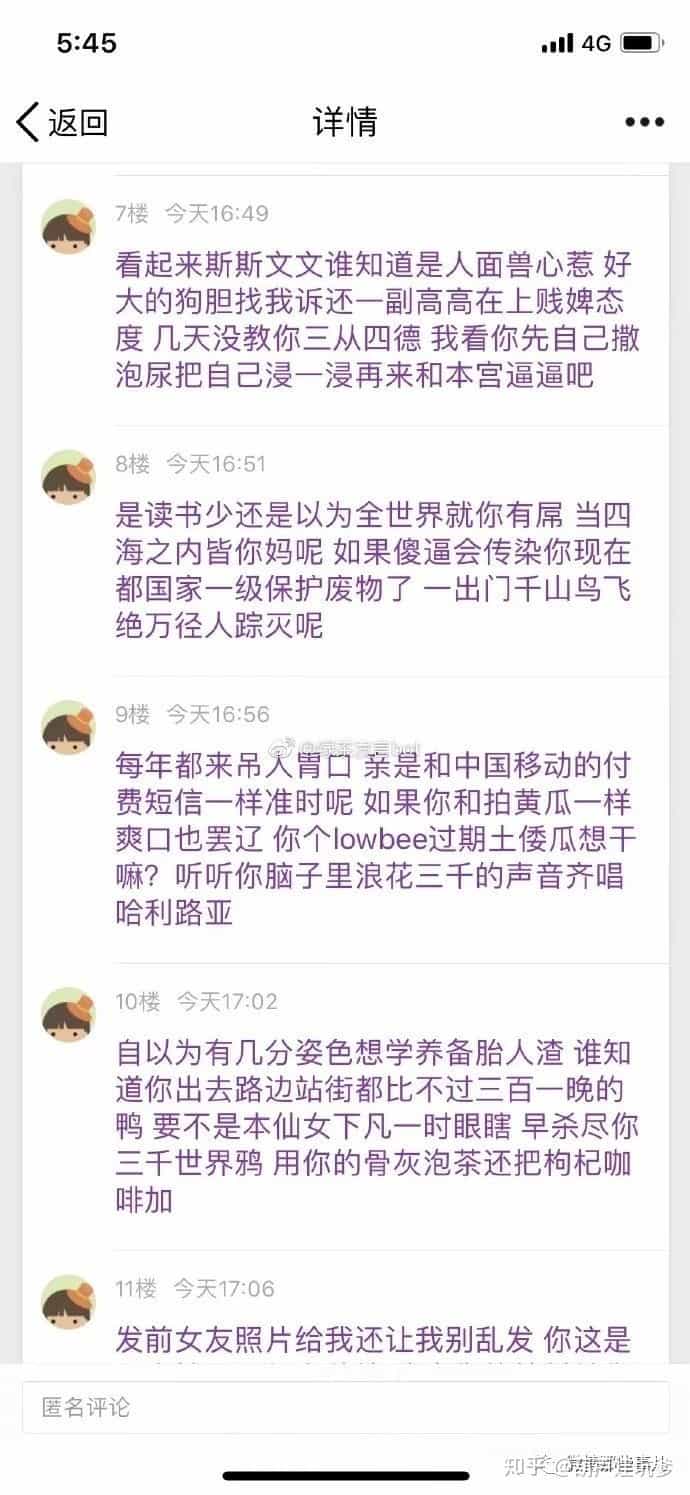 5:45
4G
返回
详情
7楼 今天16:49
看起来斯斯文文谁知道是人面兽心惹 好
大的狗胆找我诉还一副高高在上贱婢态
度 几天没教你三从四德 我看你先自己撒
泡尿把自己浸一浸再来和本宫逼逼吧
8楼 今天16:51
是读书少还是以为全世界就你有屌 当四
海之内皆你妈呢 如果傻逼会传染你现在
都国家一级保护废物了 一出门千山鸟飞
绝万径人踪灭呢
9楼 今天16:56
每年都来吊人胃口 亲是和中国移动的付
费短信一样准时呢 如果你和拍黄瓜一样
爽口也罢辽 你个lowbee过期土倭瓜想干
嘛？听听你脑子里浪花三千的声音齐唱
哈利路亚
10楼 今天17:02
自以为有几分姿色想学养备胎人渣 谁知
道你出去路边站街都比不过三百一晚的
鸭 要不是本仙女下凡一时眼瞎 早杀尽你
三千世界鸦 用你的骨灰泡茶还把枸杞咖
啡加
11楼 今天17:06
发前女友照片给我还让我别乱发 你这是
匿名评论
知乎